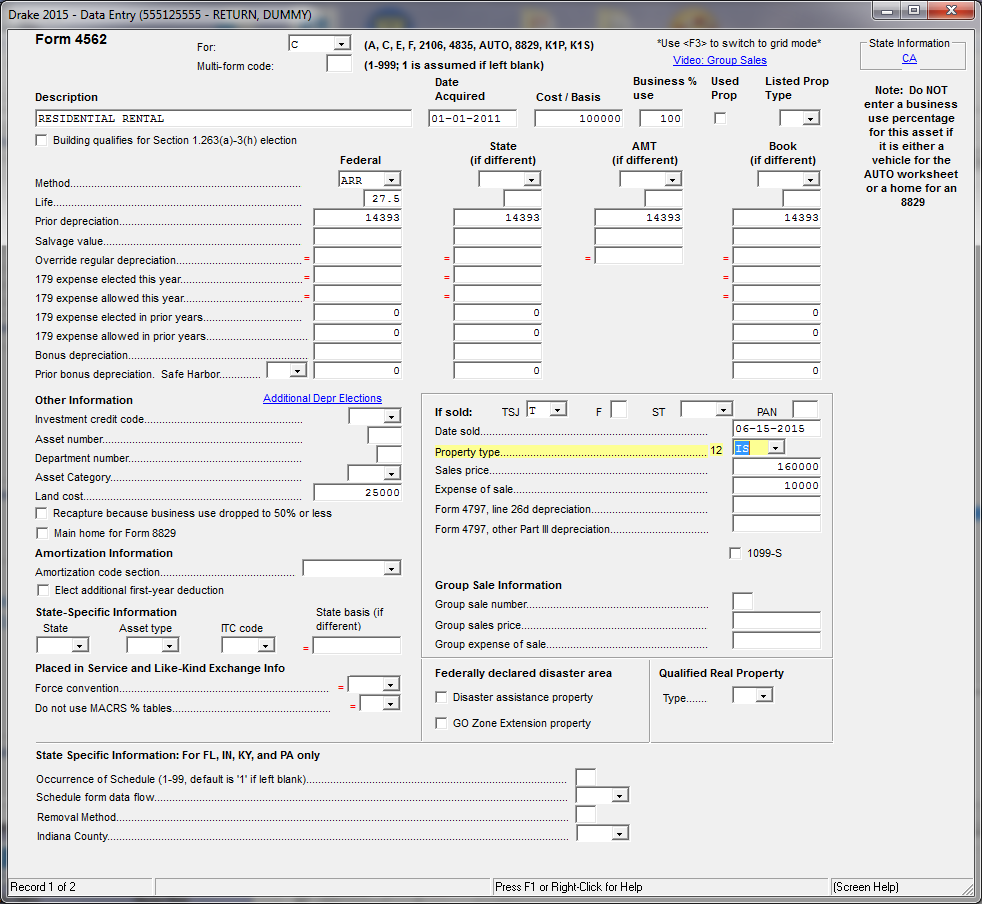 Drake 2015 - Data Entry (555125555 - RETURN, DUMMY)
Form 4562
For: C (A, C, E, F, 2106, 4835, AUTO, 8829, K1P, K1S)
Multi-form code: (1-999; 1 is assumed if left blank)
*Use <F3> to switch to grid mode*
Video: Group Sales
State Information
CA
Description
Date Acquired
Cost / Basis
Business % use
Used Prop
Listed Prop Type
RESIDENTIAL RENTAL 01-01-2011 100000 100
Building qualifies for Section 1.263(a)-3(h) election
Note: Do NOT
enter a business
use percentage
for this asset if
it is either a
vehicle for the
AUTO worksheet
or a home for an
8829
Federal
State (if different)
AMT (if different)
Book (if different)
Method ARR
Life 27.5
Prior depreciation 14393 14393 14393 14393
Salvage value
Override regular depreciation = = = =
179 expense elected this year = = =
179 expense allowed this year = = =
179 expense elected in prior years 0 0 0
179 expense allowed in prior years 0 0 0
Bonus depreciation
Prior bonus depreciation. Safe Harbor 0 0 0
Other Information
Additional Depr Elections
Investment credit code
Asset number
Department number
Asset Category
Land cost 25000
Recapture because business use dropped to 50% or less
Main home for Form 8829
Amortization Information
Amortization code section
Elect additional first-year deduction
State-Specific Information
State
Asset type
ITC code
State basis (if different)
=
Placed in Service and Like-Kind Exchange Info
Force convention =
Do not use MACRS % tables =
If sold: TSJ T F ST PAN
Date sold 06-15-2015
Property type 12 IS
Sales price 160000
Expense of sale 10000
Form 4797, line 26d depreciation
Form 4797, other Part III depreciation
1099-S
Group Sale Information
Group sale number
Group sales price
Group expense of sale
Federally declared disaster area
Disaster assistance property
GO Zone Extension property
Qualified Real Property
Type
State Specific Information: For FL, IN, KY, and PA only
Occurrence of Schedule (1-99, default is '1' if left blank)
Schedule form data flow
Removal Method
Indiana County
Record 1 of 2
Press F1 or Right-Click for Help
(Screen Help)